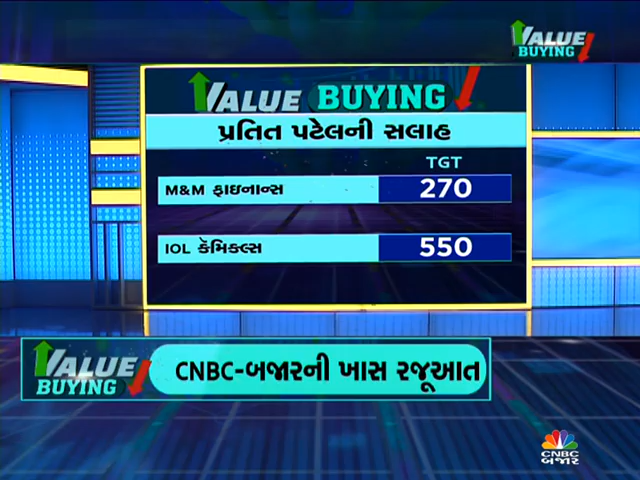 VALUE
BUYING
VALUE BUYING
પ્રતિત પટેલની સલાહ
TGT
M&M ફાઇનાન્સ 270
IOL કૅમિકલ્સ 550
VALUE
BUYING
CNBC-બજારની ખાસ રજૂઆત
CNBC
બજાર